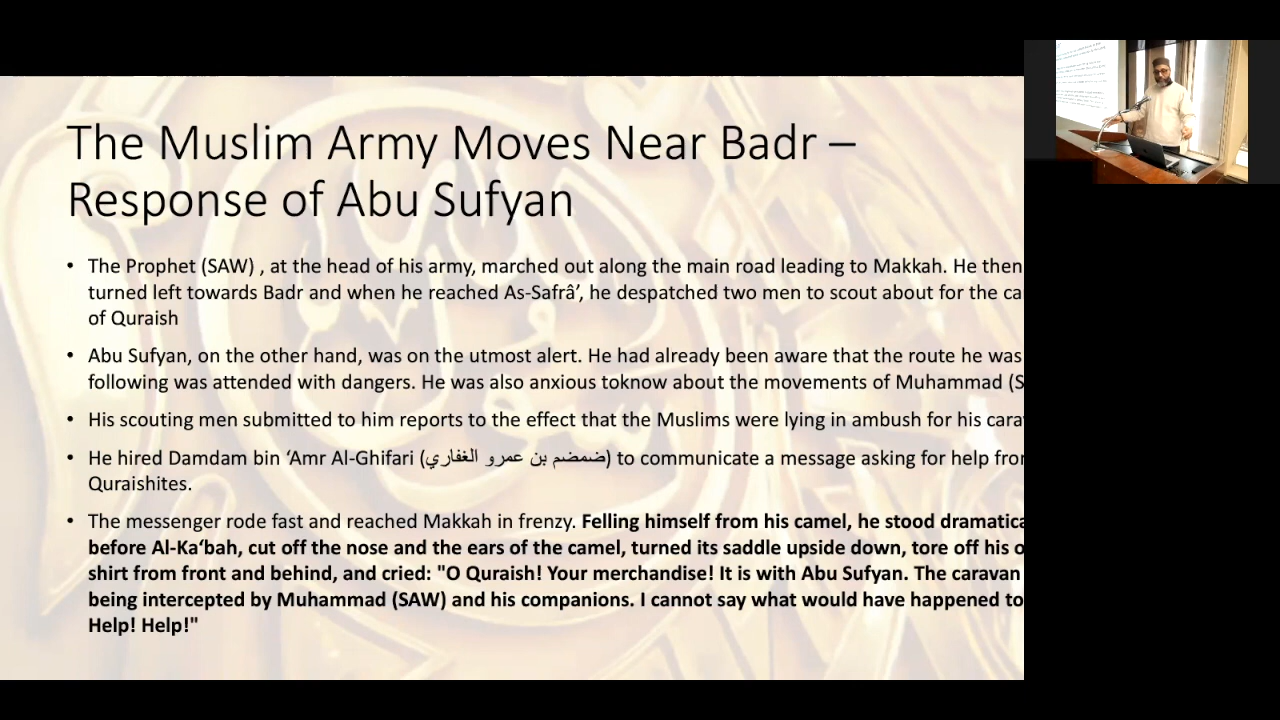 The Muslim Army Moves Near Badr –
Response of Abu Sufyan
• The Prophet (SAW) , at the head of his army, marched out along the main road leading to Makkah. He then
turned left towards Badr and when he reached As-Safrâ’, he despatched two men to scout about for the ca
of Quraish
• Abu Sufyan, on the other hand, was on the utmost alert. He had already been aware that the route he was
following was attended with dangers. He was also anxious toknow about the movements of Muhammad (S
• His scouting men submitted to him reports to the effect that the Muslims were lying in ambush for his cara
• He hired Damdam bin ‘Amr Al-Ghifari (ضمضم بن عمرو الغفاري) to communicate a message asking for help fro
Quraishites.
• The messenger rode fast and reached Makkah in frenzy. Felling himself from his camel, he stood dramatica
before Al-Ka‘bah, cut off the nose and the ears of the camel, turned its saddle upside down, tore off his o
shirt from front and behind, and cried: "O Quraish! Your merchandise! It is with Abu Sufyan. The caravan
being intercepted by Muhammad (SAW) and his companions. I cannot say what would have happened to
Help! Help!"